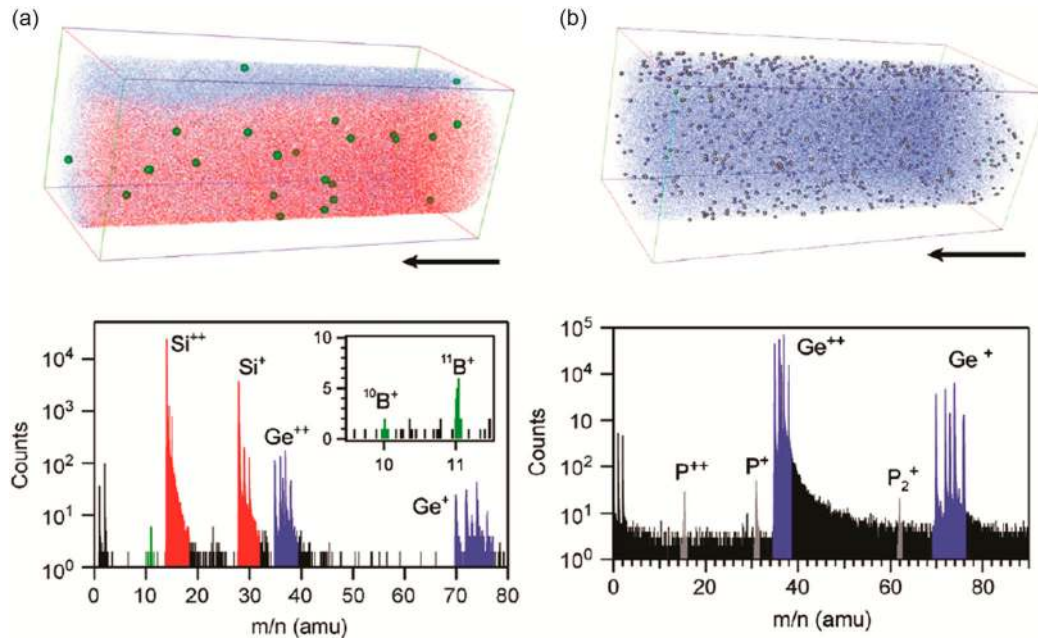 (a)
(b)
Counts
10⁴
10³
10²
10¹
10⁰
Si⁺⁺
Si⁺
Ge⁺⁺
Ge⁺
10
5
0
¹⁰B⁺
¹¹B⁺
10 11
0 10 20 30 40 50 60 70 80
m/n (amu)
Counts
10⁵
10⁴
10
10²
10¹
10⁰
P⁺⁺
P⁺
Ge⁺⁺
P₂⁺
Ge⁺
0 20 40 60 80
m/n (amu)